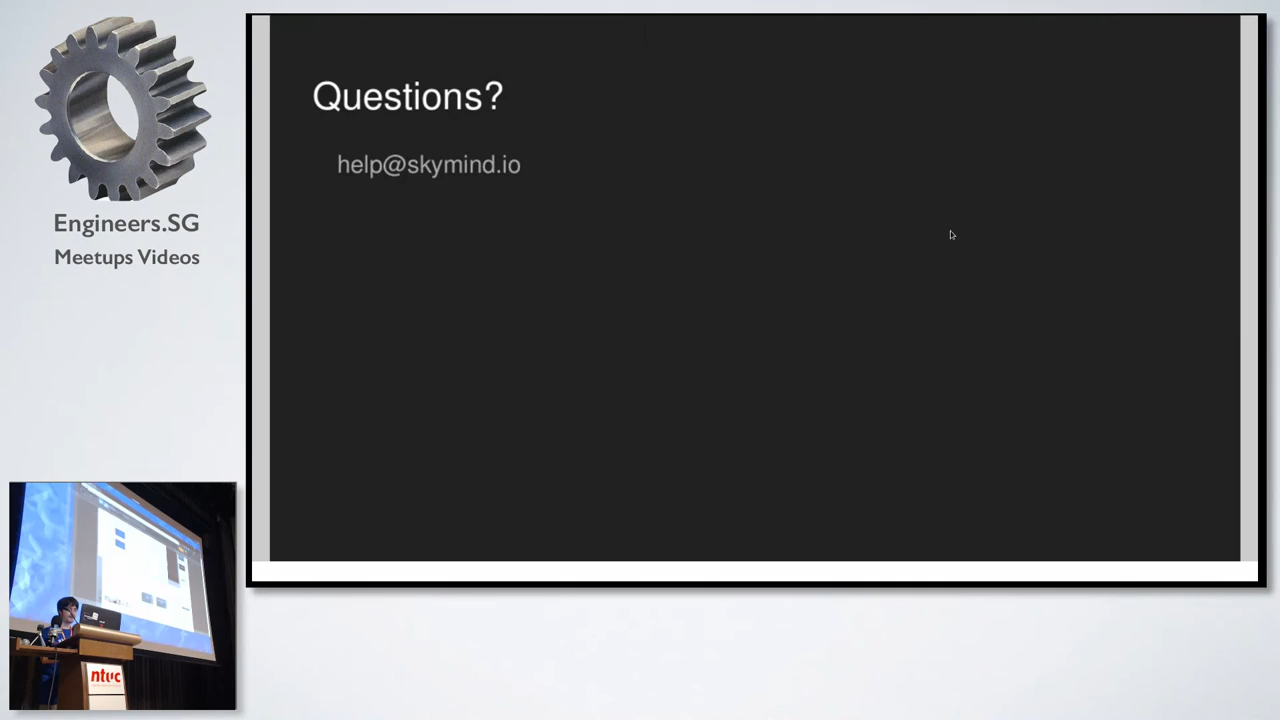 Engineers.SG
Meetups Videos
Questions?
help@skymind.io
ntuc